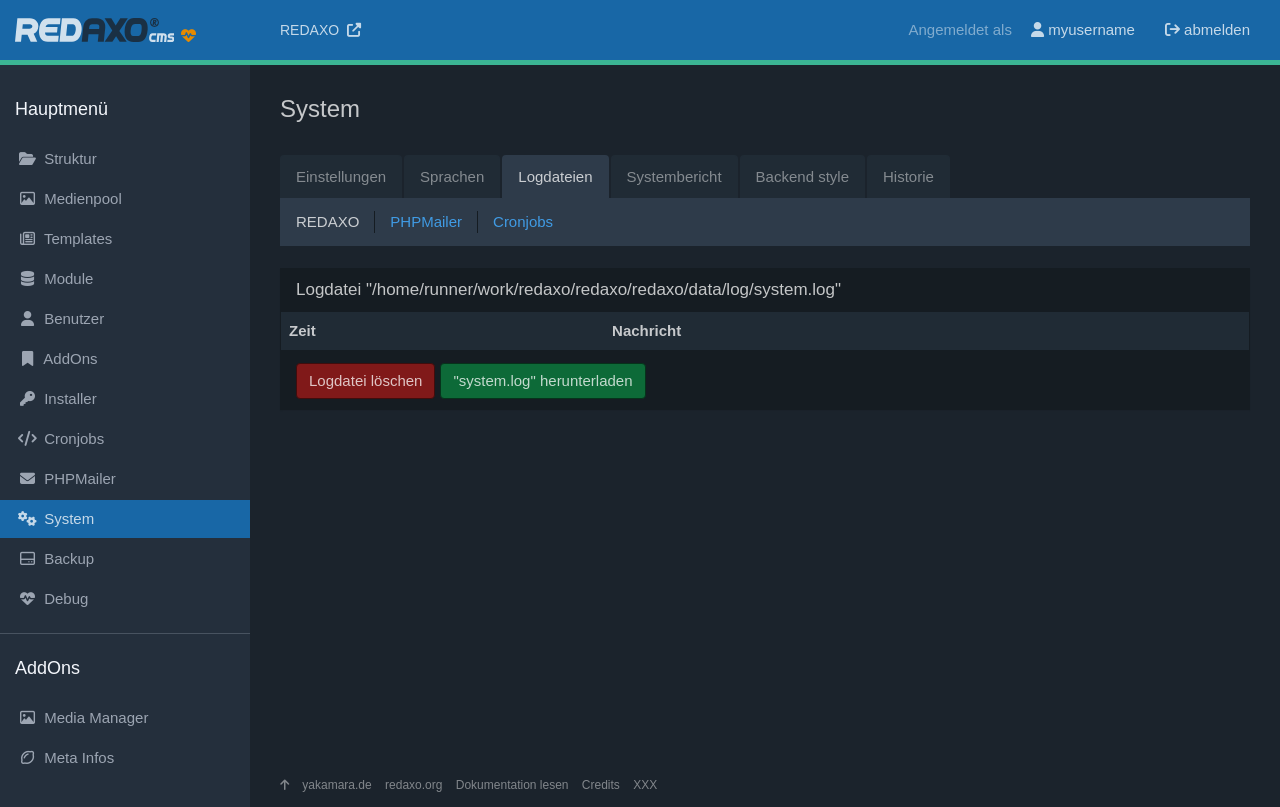 REDAXO® cms
REDAXO
Angemeldet als myusername abmelden
Hauptmenü
Struktur
Medienpool
Templates
Module
Benutzer
AddOns
Installer
Cronjobs
PHPMailer
System
Backup
Debug
AddOns
Media Manager
Meta Infos
System
Einstellungen Sprachen Logdateien Systembericht Backend style Historie
REDAXO PHPMailer Cronjobs
Logdatei "/home/runner/work/redaxo/redaxo/redaxo/data/log/system.log"
Zeit Nachricht
Logdatei löschen "system.log" herunterladen
yakamara.de redaxo.org Dokumentation lesen Credits XXX